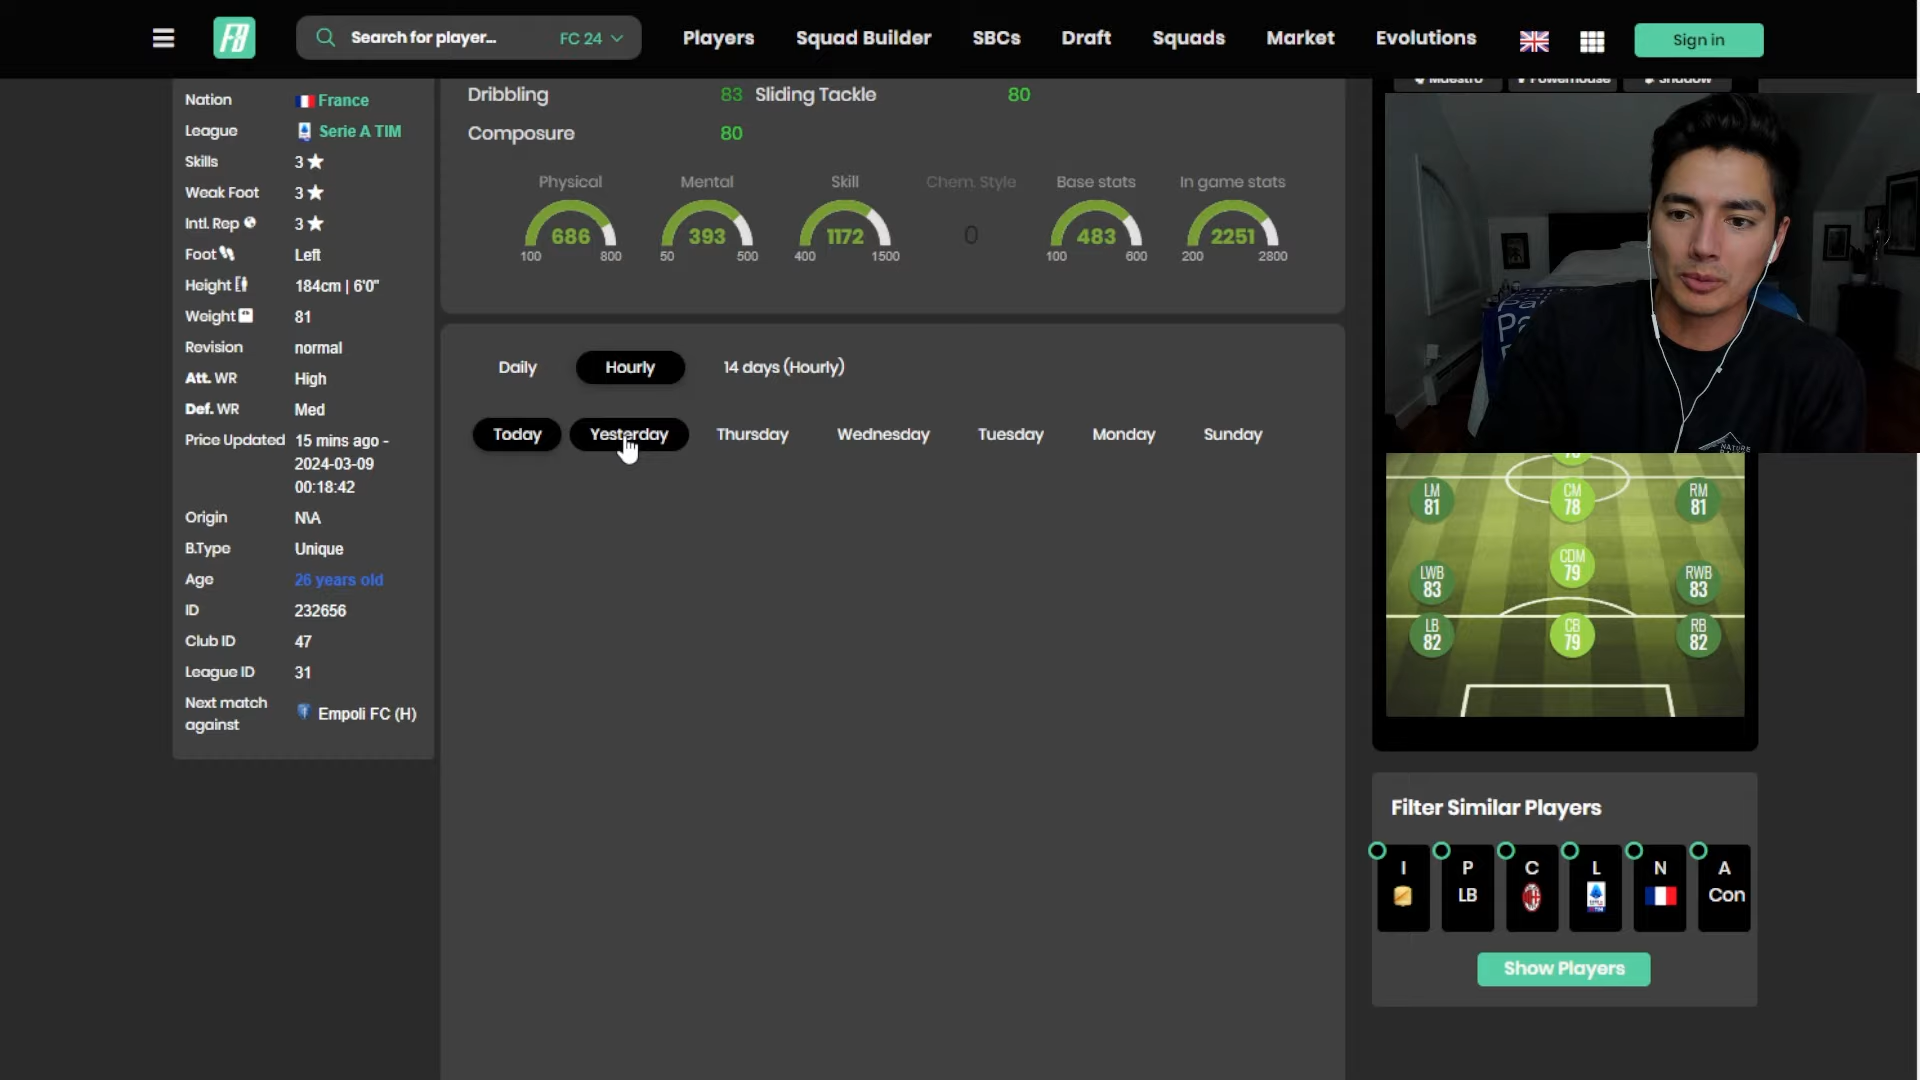 F8 Search for player... FC 24 Players Squad Builder SBCs Draft Squads Market Evolutions Sign in
Maestro Powerhouse Shadow
Nation France
League Serie A TIM
Skills 3
Weak Foot 3
Intl. Rep 3
Foot Left
Height 184cm | 6'0"
Weight 81
Revision normal
Att. WR High
Def. WR Med
Price Updated 15 mins ago -
2024-03-09
00:18:42
Origin N\A
B.Type Unique
Age 26 years old
ID 232656
Club ID 47
League ID 31
Next match
against Empoli FC (H)
Dribbling 83 Sliding Tackle 80
Composure 80
Physical Mental Skill Chem. Style Base stats In game stats
686 393 1172 0 483 2251
100 800 50 500 400 1500 100 600 200 2800
Daily Hourly 14 days (Hourly)
Today Yesterday Thursday Wednesday Tuesday Monday Sunday
NATURE
LM CM RM
81 78 81
CDM
79
LWB RWB
83 83
LB CB RB
82 79 82
Filter Similar Players
I P C L N A
LB Con
Show Players